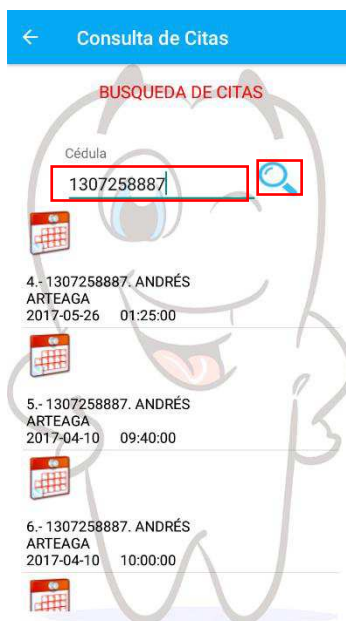 Consulta de Citas
BUSQUEDA DE CITAS
Cédula
1307258887
4.- 1307258887. ANDRÉS
ARTEAGA
2017-05-26 01:25:00
5.- 1307258887. ANDRÉS
ARTEAGA
2017-04-10 09:40:00
6.- 1307258887. ANDRÉS
ARTEAGA
2017-04-10 10:00:00